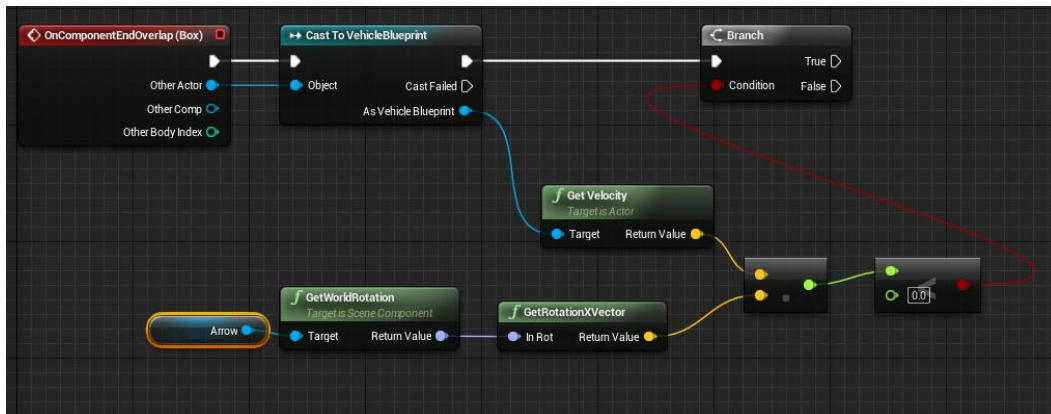 OnComponentEndOverlap (Box)
Other Actor
Other Comp
Other Body Index
Cast To VehicleBlueprint
Object
Cast Failed
As Vehicle Blueprint
Branch
True
Condition
False
f Get Velocity
Target is Actor
Target
Return Value
0.0
f GetWorldRotation
Target is Scene Component
Arrow
Target
Return Value
f GetRotationXVector
In Rot
Return Value